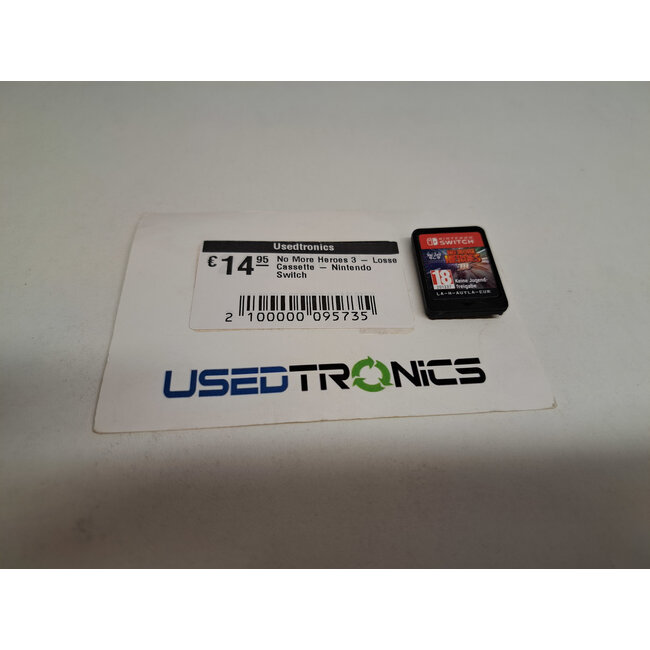 Usedtronics
€ 14 95 No More Heroes 3 – Losse
Cassette – Nintendo
Switch
2 100000 095735
USEDTRONiCS
NINTENDO
SWITCH
18
Keine Jugend-
freigabe
LA-H-AUTLA-EUR